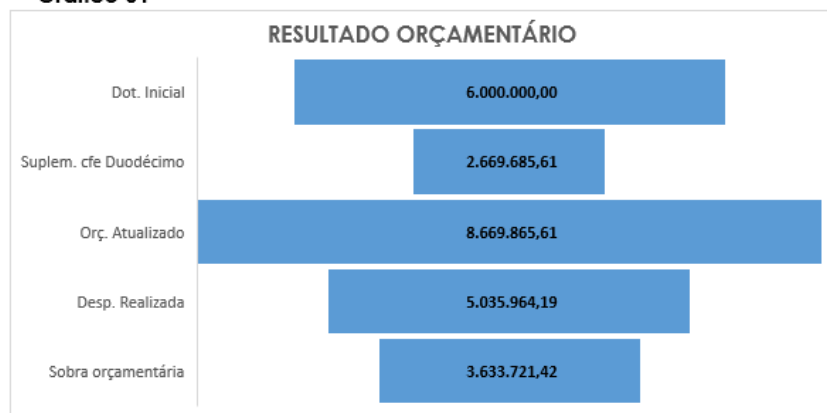 RESULTADO ORÇAMENTÁRIO
Dot. Inicial 6.000.000,00
Suplem. cfe Duodécimo 2.669.685,61
Orç. Atualizado 8.669.865,61
Desp. Realizada 5.035.964,19
Sobra orçamentária 3.633.721,42